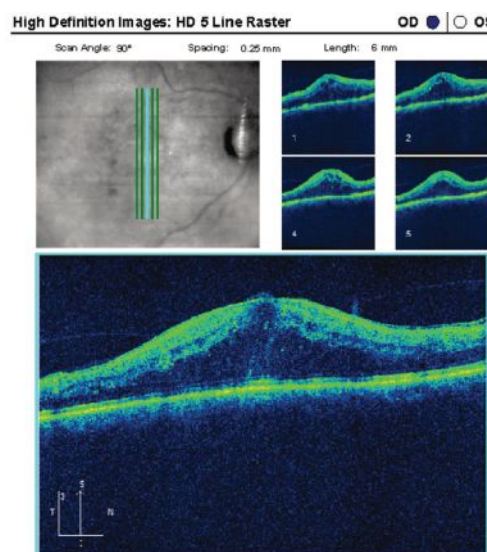 High Definition Images: HD 5 Line Raster OD OS
Scan Angle: 90° Spacing: 0.25 mm Length: 6 mm
1 2
4 5
S
T N